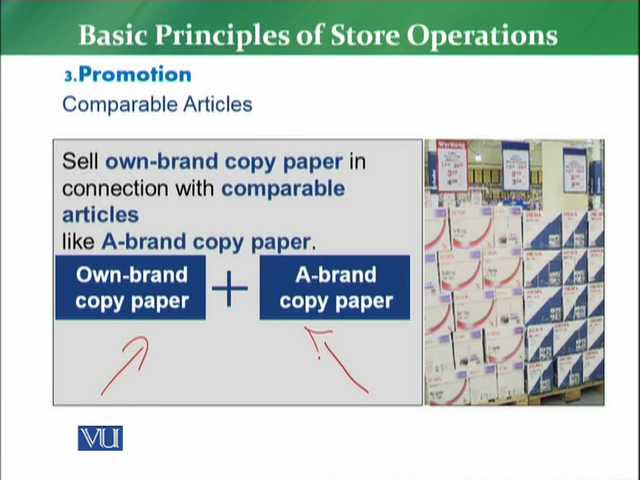 Basic Principles of Store Operations
3.Promotion
Comparable Articles
Sell own-brand copy paper in
connection with comparable
articles
like A-brand copy paper.
Own-brand
copy paper
+
A-brand
copy paper
VU